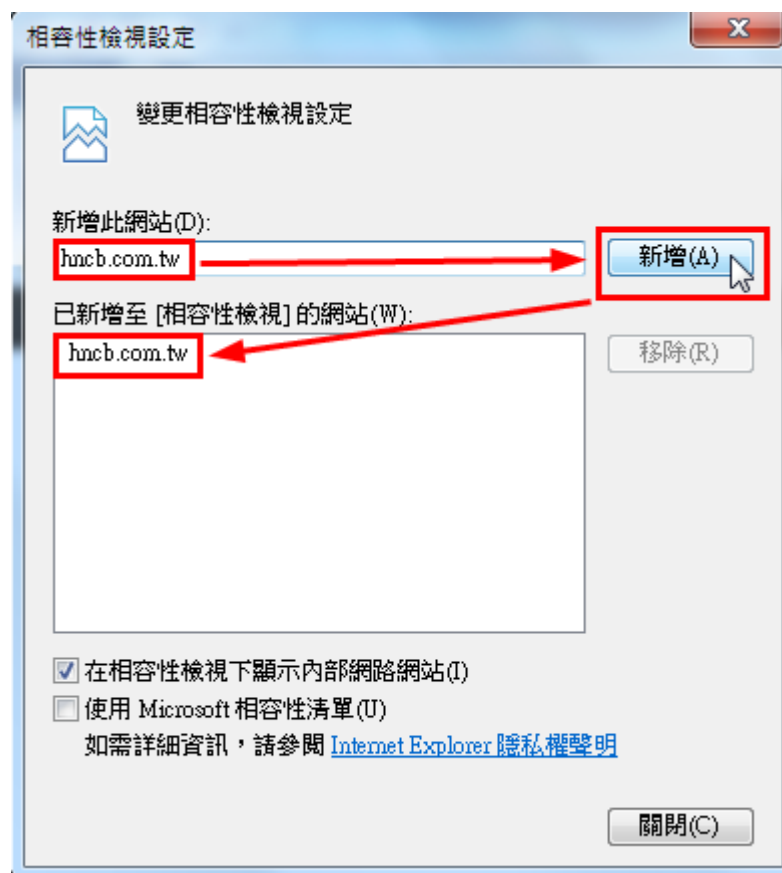 相容性檢視設定
變更相容性檢視設定
新增此網站(D):
hncb.com.tw
新增(A)
已新增至 [相容性檢視] 的網站(W):
hncb.com.tw
移除(R)
在相容性檢視下顯示內部網路網站(I)
使用 Microsoft 相容性清單(U)
如需詳細資訊，請參閱 Internet Explorer 隱私權聲明
關閉(C)